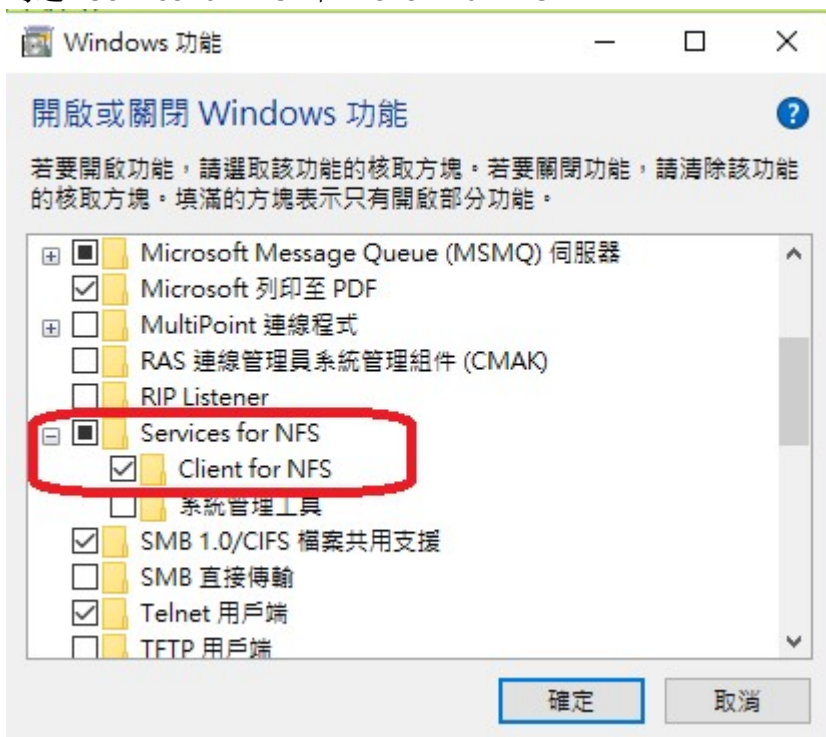 Windows 功能
開啟或關閉 Windows 功能
若要開啟功能，請選取該功能的核取方塊。若要關閉功能，請清除該功能
的核取方塊。填滿的方塊表示只有開啟部分功能。
Microsoft Message Queue (MSMQ) 伺服器
Microsoft 列印至 PDF
MultiPoint 連線程式
RAS 連線管理員系統管理組件 (CMAK)
RIP Listener
Services for NFS
Client for NFS
系統管理工具
SMB 1.0/CIFS 檔案共用支援
SMB 直接傳輸
Telnet 用戶端
TFTP 用戶端
確定
取消